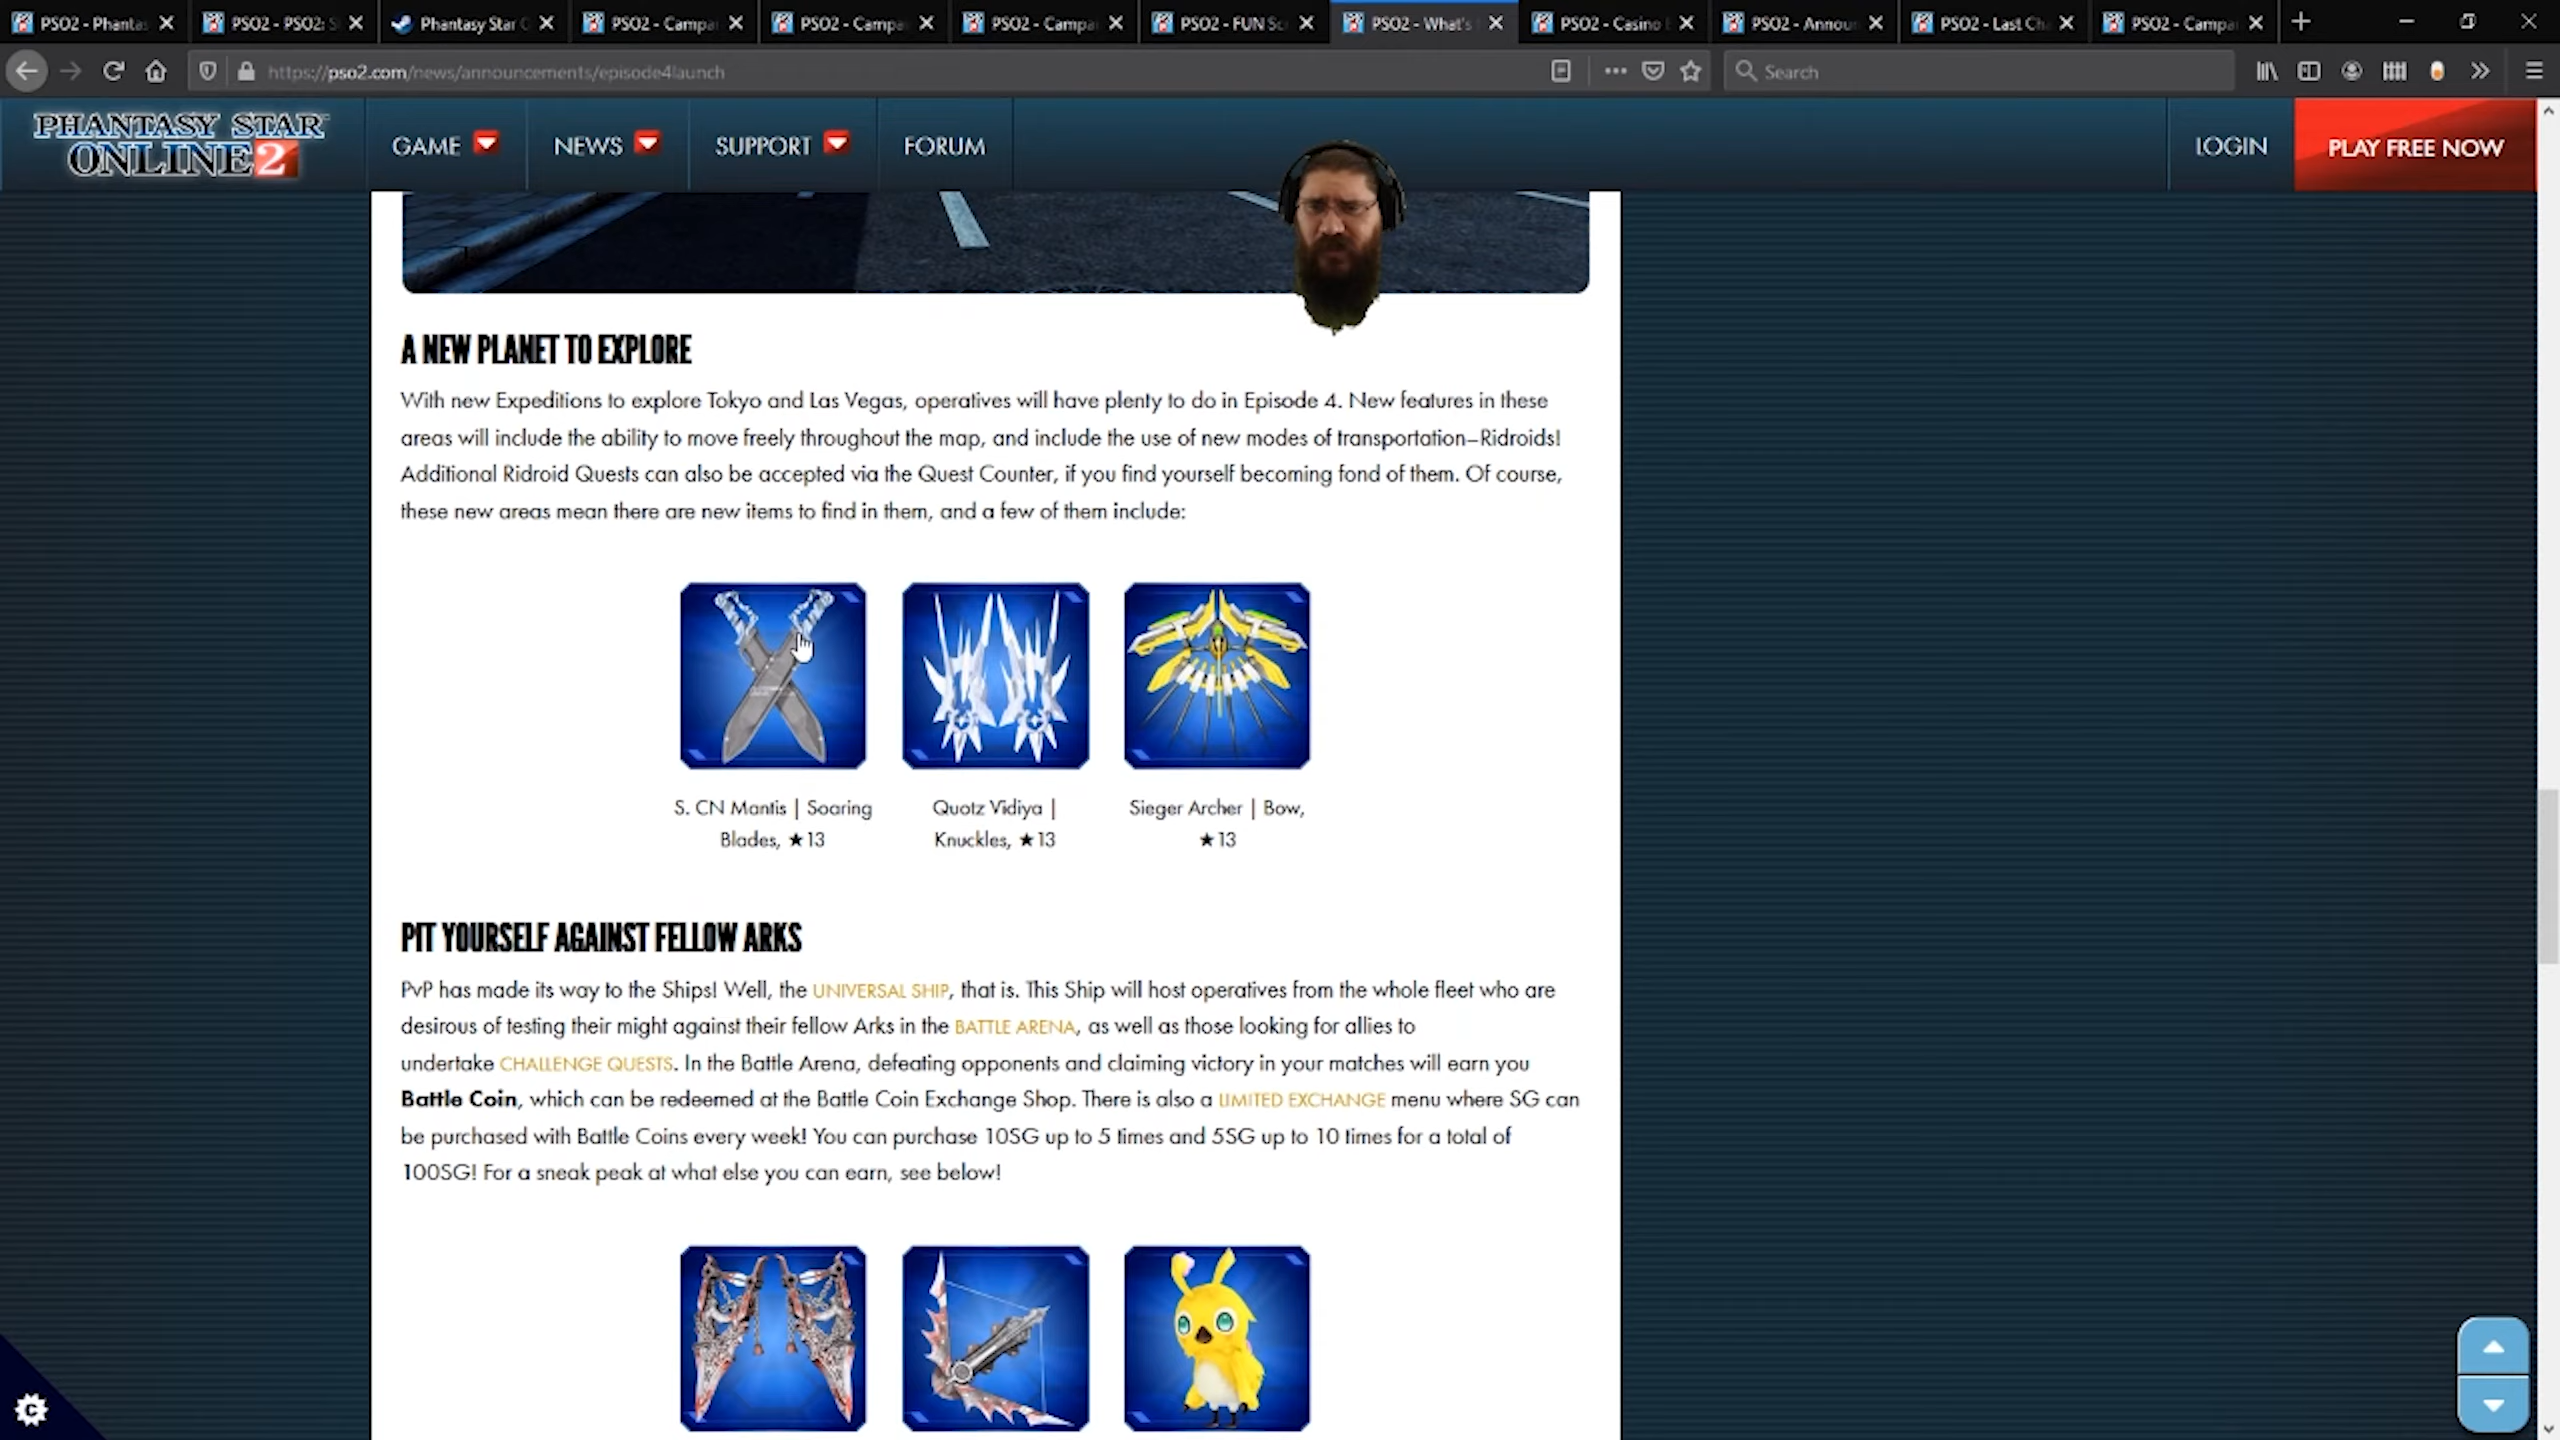 PSO2 - Phantas
PSO2 - PSO2: S
Phantasy Star O
PSO2 - Campai
PSO2 - Campai
PSO2 - Campai
PSO2 - FUN Sc
PSO2 - What's
PSO2 - Casino
PSO2 - Announ
PSO2 - Last Ch
PSO2 - Campai
https://pso2.com/news/announcements/episode4launch
Search
PHANTASY STAR
ONLINE 2
GAME
NEWS
SUPPORT
FORUM
LOGIN
PLAY FREE NOW
A NEW PLANET TO EXPLORE
With new Expeditions to explore Tokyo and Las Vegas, operatives will have plenty to do in Episode 4. New features in these
areas will include the ability to move freely throughout the map, and include the use of new modes of transportation–Ridroids!
Additional Ridroid Quests can also be accepted via the Quest Counter, if you find yourself becoming fond of them. Of course,
these new areas mean there are new items to find in them, and a few of them include:
S. CN Mantis | Soaring
Blades, ★13
Quotz Vidiya |
Knuckles, ★13
Sieger Archer | Bow,
★13
PIT YOURSELF AGAINST FELLOW ARKS
PvP has made its way to the Ships! Well, the UNIVERSAL SHIP, that is. This Ship will host operatives from the whole fleet who are
desirous of testing their might against their fellow Arks in the BATTLE ARENA, as well as those looking for allies to
undertake CHALLENGE QUESTS. In the Battle Arena, defeating opponents and claiming victory in your matches will earn you
Battle Coin, which can be redeemed at the Battle Coin Exchange Shop. There is also a LIMITED EXCHANGE menu where SG can
be purchased with Battle Coins every week! You can purchase 10SG up to 5 times and 5SG up to 10 times for a total of
100SG! For a sneak peak at what else you can earn, see below!